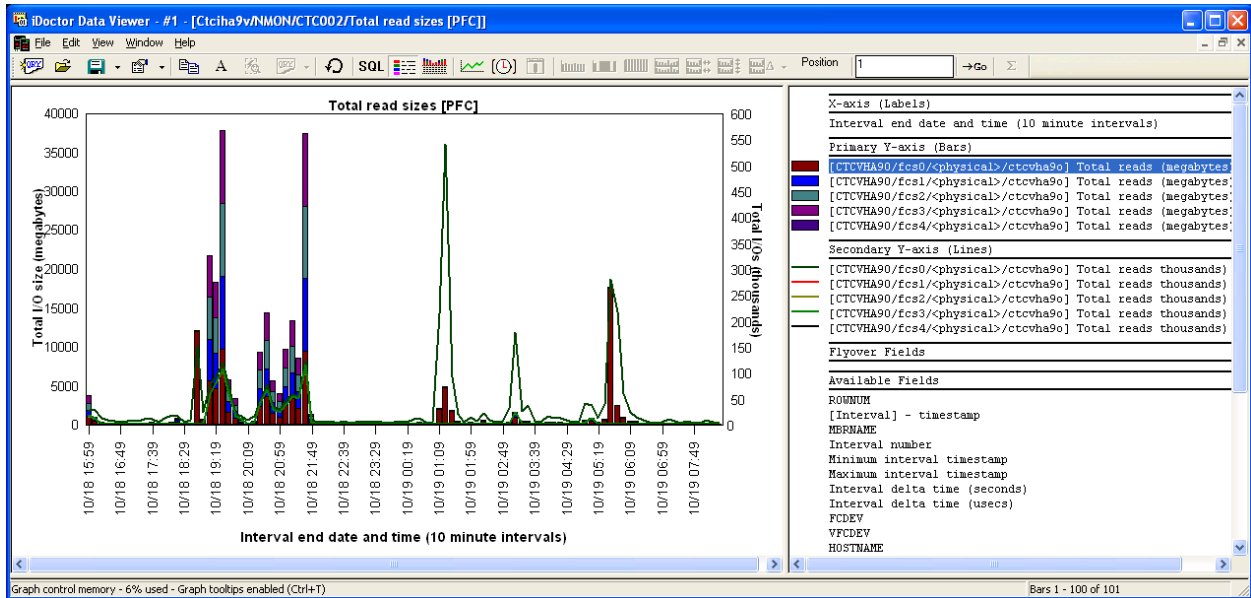 iDoctor Data Viewer - #1 - [Ctciha9v/NMON/CTC002/Total read sizes [PFC]]
File Edit View Window Help
QRY A QRY SQL Position 1 →Go Σ
Total read sizes [PFC]
40000
35000
30000
25000
20000
15000
10000
5000
0
Total I/O size (megabytes)
600
550
500
450
400
350
300
250
200
150
100
50
0
Total I/Os (thousands)
10/18 15:59
10/18 16:49
10/18 17:39
10/18 18:29
10/18 19:19
10/18 20:09
10/18 20:59
10/18 21:49
10/18 22:39
10/18 23:29
10/19 00:19
10/19 01:09
10/19 01:59
10/19 02:49
10/19 03:39
10/19 04:29
10/19 05:19
10/19 06:09
10/19 06:59
10/19 07:49
Interval end date and time (10 minute intervals)
X-axis (Labels)
Interval end date and time (10 minute intervals)
Primary Y-axis (Bars)
[CTCVHA90/fcs0/<physical>/ctcvha9o] Total reads (megabytes
[CTCVHA90/fcs1/<physical>/ctcvha9o] Total reads (megabytes
[CTCVHA90/fcs2/<physical>/ctcvha9o] Total reads (megabytes
[CTCVHA90/fcs3/<physical>/ctcvha9o] Total reads (megabytes
[CTCVHA90/fcs4/<physical>/ctcvha9o] Total reads (megabytes
Secondary Y-axis (Lines)
[CTCVHA90/fcs0/<physical>/ctcvha9o] Total reads thousands)
[CTCVHA90/fcs1/<physical>/ctcvha9o] Total reads thousands)
[CTCVHA90/fcs2/<physical>/ctcvha9o] Total reads thousands)
[CTCVHA90/fcs3/<physical>/ctcvha9o] Total reads thousands)
[CTCVHA90/fcs4/<physical>/ctcvha9o] Total reads thousands)
Flyover Fields
Available Fields
ROWNUM
[Interval] - timestamp
MBRNAME
Interval number
Minimum interval timestamp
Maximum interval timestamp
Interval delta time (seconds)
Interval delta time (usecs)
FCDEV
VFCDEV
HOSTNAME
Graph control memory - 6% used - Graph tooltips enabled (Ctrl+T)
Bars 1 - 100 of 101